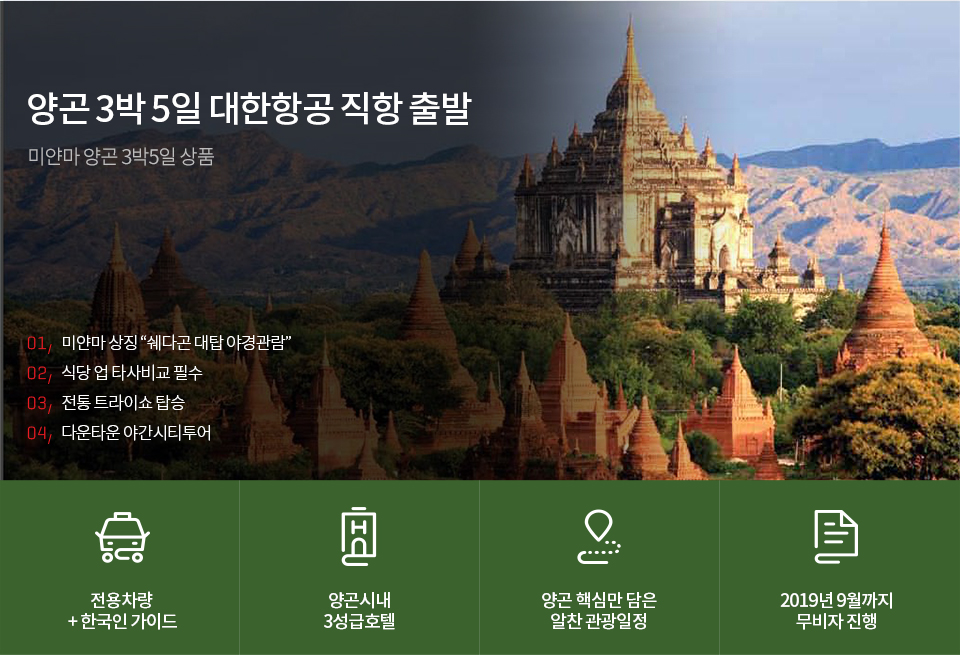 양곤 3박 5일 대한항공 직항 출발
미얀마 양곤 3박5일 상품
01, 미얀마 상징 “쉐다곤 대탑 야경관람”
02, 식당 업 타사비교 필수
03, 전통 트라이쇼 탑승
04, 다운타운 야간시티투어
H
전용차량
+ 한국인 가이드
양곤시내
3성급호텔
양곤 핵심만 담은
알찬 관광일정
2019년 9월까지
무비자 진행